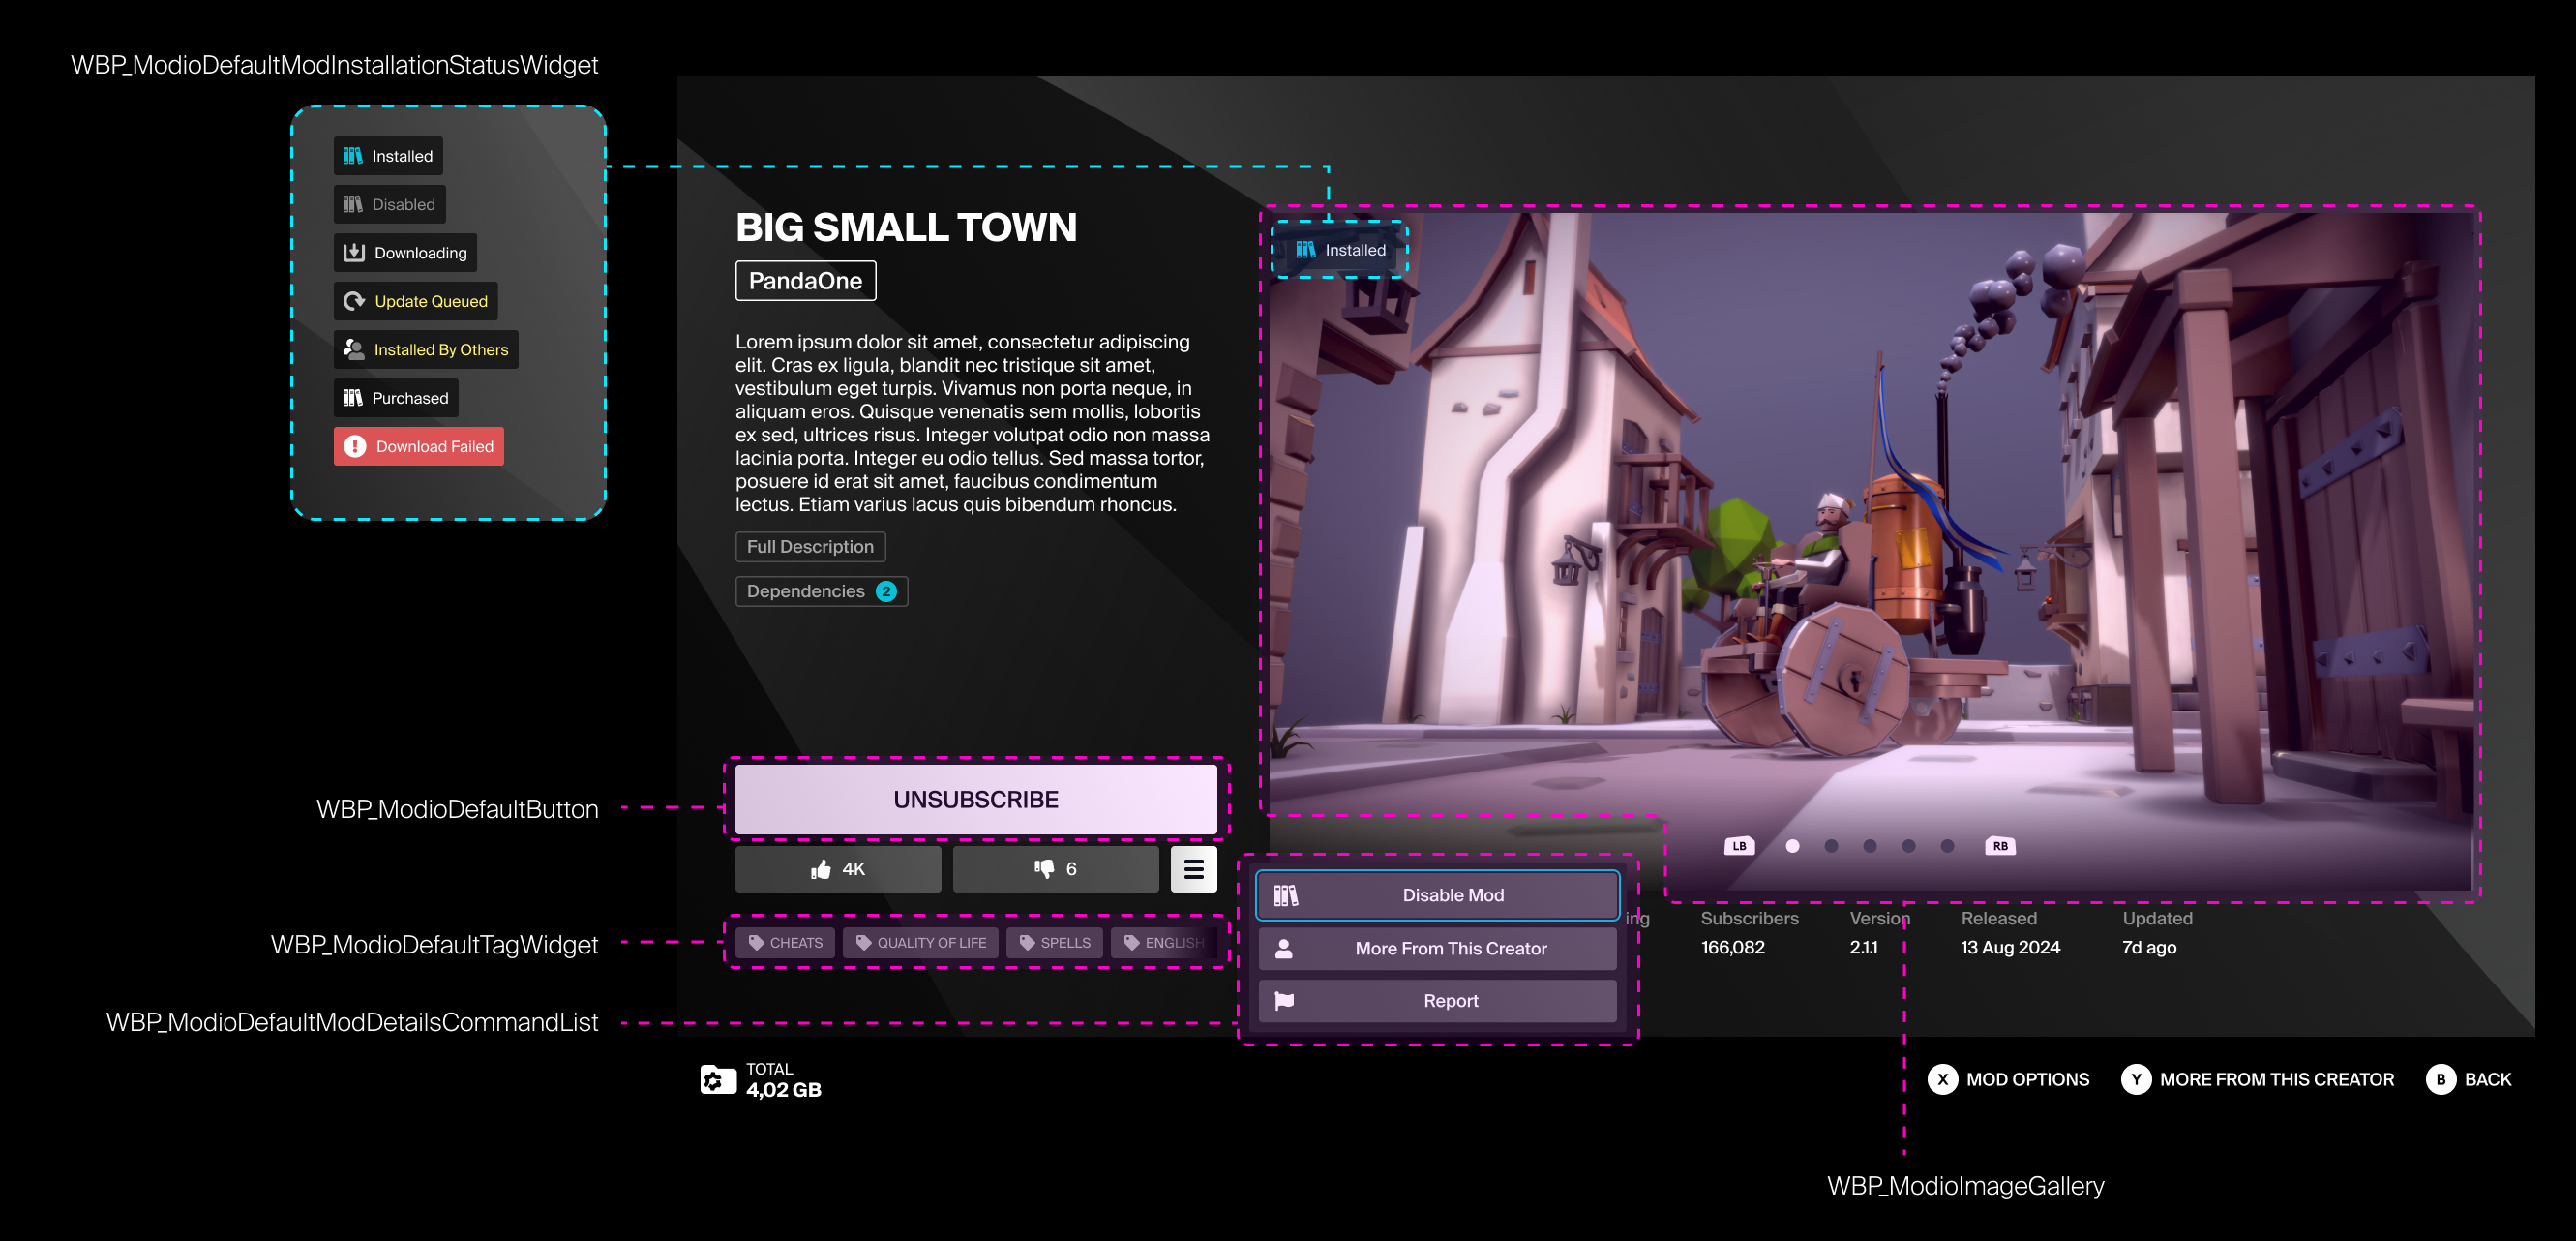 WBP_ModioDefaultModInstallationStatusWidget
Installed
Disabled
Downloading
Update Queued
Installed By Others
Purchased
Download Failed
BIG SMALL TOWN
PandaOne
Lorem ipsum dolor sit amet, consectetur adipiscing
elit. Cras ex ligula, blandit nec tristique sit amet,
vestibulum eget turpis. Vivamus non porta neque, in
aliquam eros. Quisque venenatis sem mollis, lobortis
ex sed, ultrices risus. Integer volutpat odio non massa
lacinia porta. Integer eu odio tellus. Sed massa tortor,
posuere id erat sit amet, faucibus condimentum
lectus. Etiam varius lacus quis bibendum rhoncus.
Full Description
Dependencies 2
Installed
WBP_ModioDefaultButton
UNSUBSCRIBE
4K 6
LB RB
WBP_ModioDefaultTagWidget
CHEATS QUALITY OF LIFE SPELLS ENGLISH
WBP_ModioDefaultModDetailsCommandList
Disable Mod
More From This Creator
Report
ing Subscribers Version Released Updated
166,082 2.1.1 13 Aug 2024 7d ago
TOTAL
4,02 GB
X MOD OPTIONS Y MORE FROM THIS CREATOR B BACK
WBP_ModioImageGallery